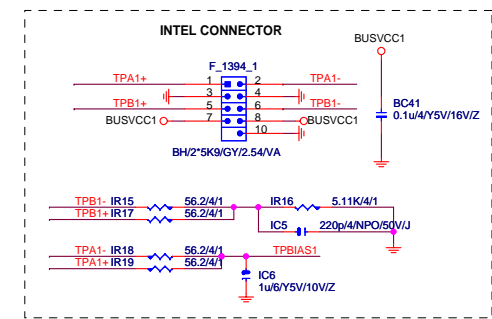 INTEL CONNECTOR
BUSVCC1
F_1394_1
TPA1+ 1 2 TPA1-
3 4
TPB1+ 5 6 TPB1-
BUSVCC1 7 8 BUSVCC1
10
BH/2*5K9/GY/2.54/VA
BC41
0.1u/4/Y5V/16V/Z
TPB1- IR15 56.2/4/1 IR16 5.11K/4/1
TPB1+ IR17 56.2/4/1
IC5 220p/4/NPO/50V/J
TPA1- IR18 56.2/4/1 TPBIAS1
TPA1+ IR19 56.2/4/1
IC6
1u/6/Y5V/10V/Z